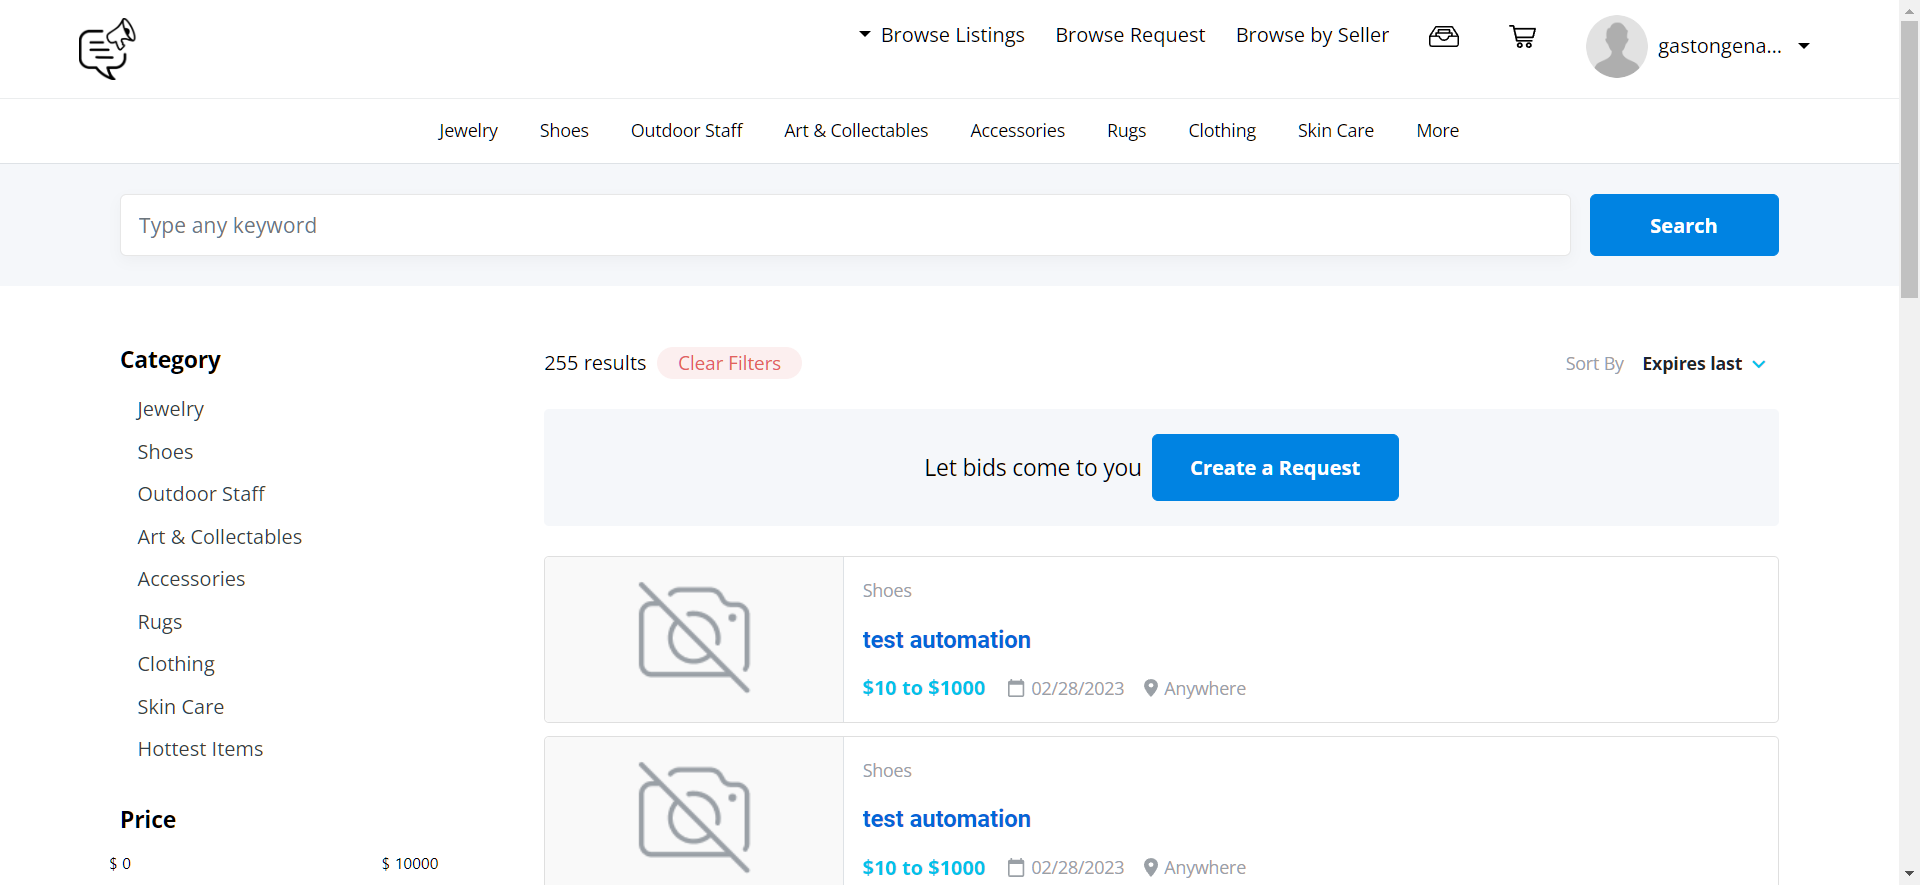 Browse Listings Browse Request Browse by Seller gastongena...
Jewelry Shoes Outdoor Staff Art & Collectables Accessories Rugs Clothing Skin Care More
Type any keyword Search
Category
Jewelry
Shoes
Outdoor Staff
Art & Collectables
Accessories
Rugs
Clothing
Skin Care
Hottest Items
Price
$ 0 $ 10000
255 results Clear Filters Sort By Expires last
Let bids come to you Create a Request
Shoes
test automation
$10 to $1000 02/28/2023 Anywhere
Shoes
test automation
$10 to $1000 02/28/2023 Anywhere